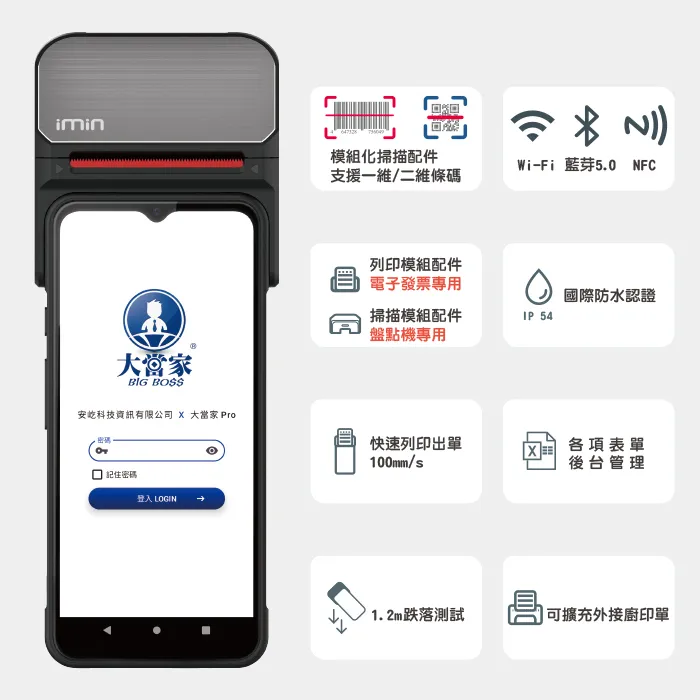 imin
大當家®
BIG BO$$
安屹科技資訊有限公司 X 大當家 Pro
密碼
記住密碼
登入 LOGIN
模組化掃描配件
支援一維/二維條碼
Wi-Fi 藍芽5.0 NFC
列印模組配件
電子發票專用
掃描模組配件
盤點機專用
IP 54
國際防水認證
快速列印出單
100mm/s
X
各項表單
後台管理
1.2m跌落測試
可擴充外接廚印單